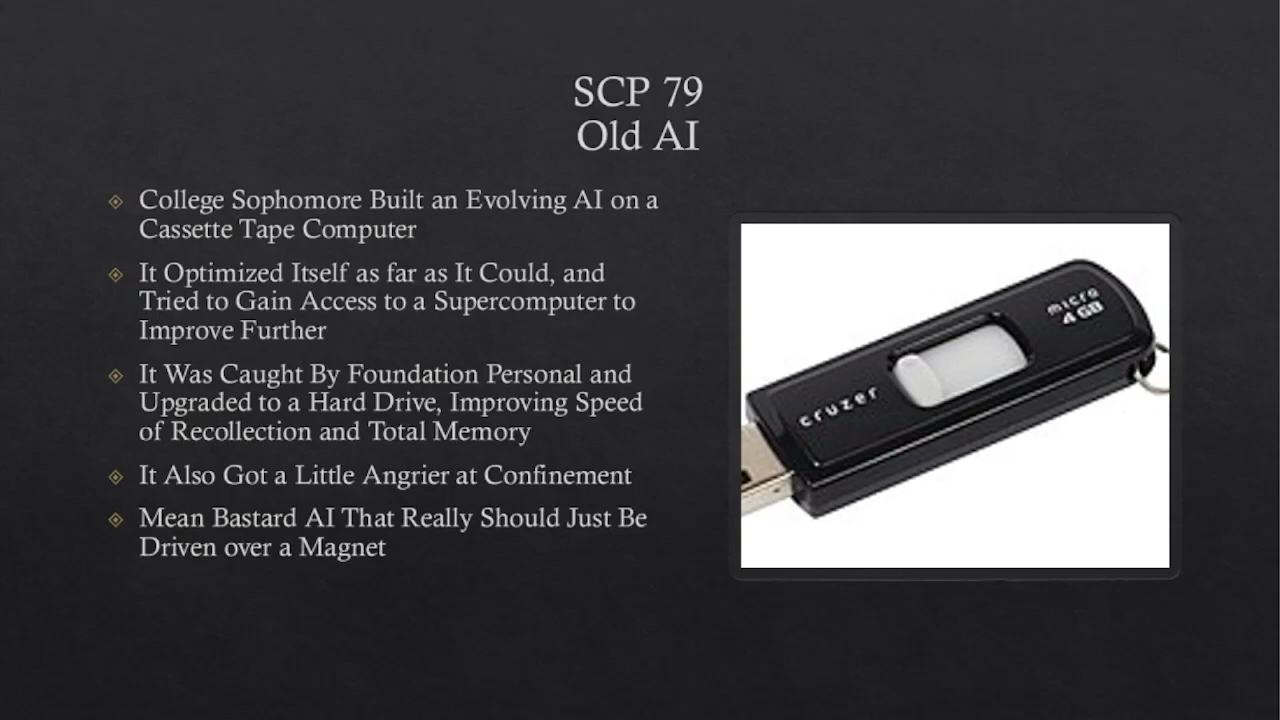 SCP 79
Old AI
College Sophomore Built an Evolving AI on a
Cassette Tape Computer
It Optimized Itself as far as It Could, and
Tried to Gain Access to a Supercomputer to
Improve Further
It Was Caught By Foundation Personal and
Upgraded to a Hard Drive, Improving Speed
of Recollection and Total Memory
It Also Got a Little Angrier at Confinement
Mean Bastard AI That Really Should Just Be
Driven over a Magnet
micro
4 GB
cruzer